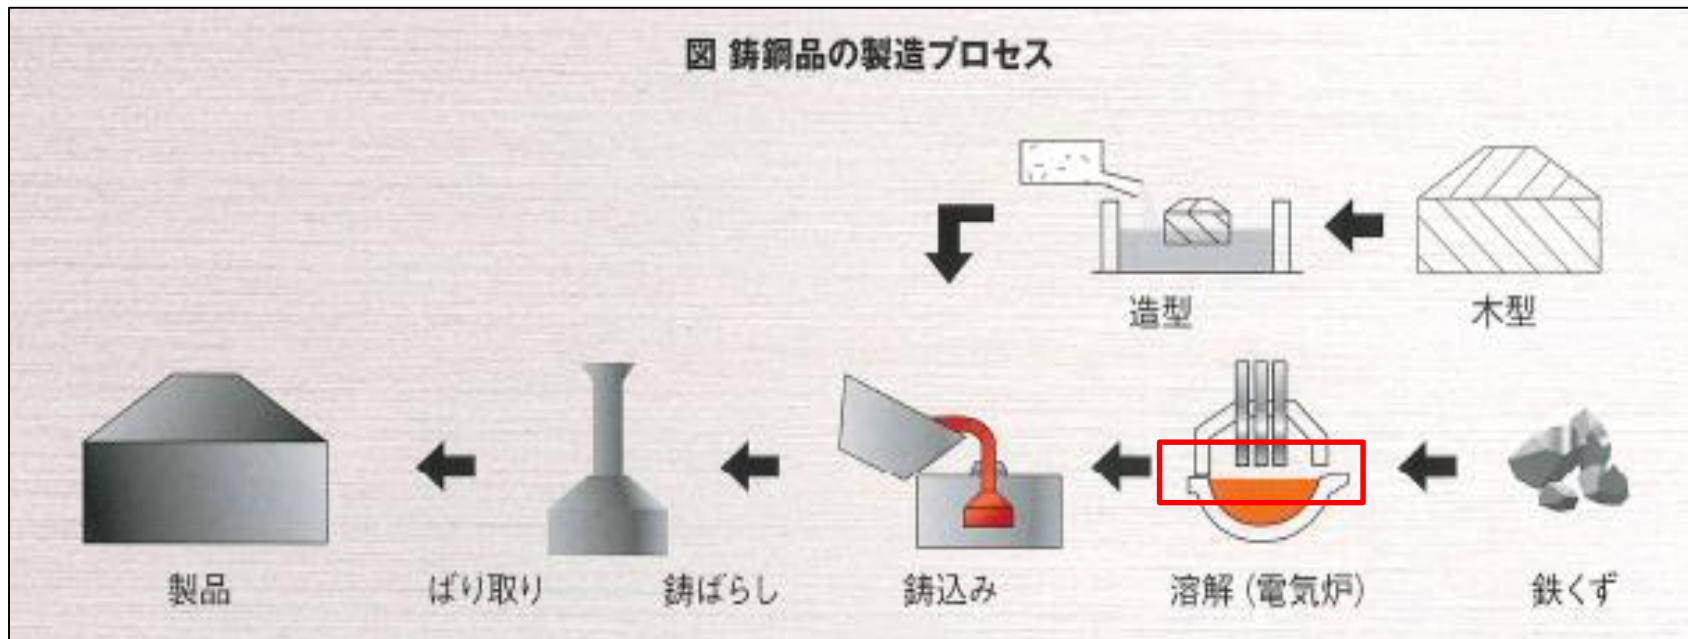 図 鋳鋼品の製造プロセス
造型
木型
製品
ばり取り
鋳ばらし
鋳込み
溶解(電気炉)
鉄くず